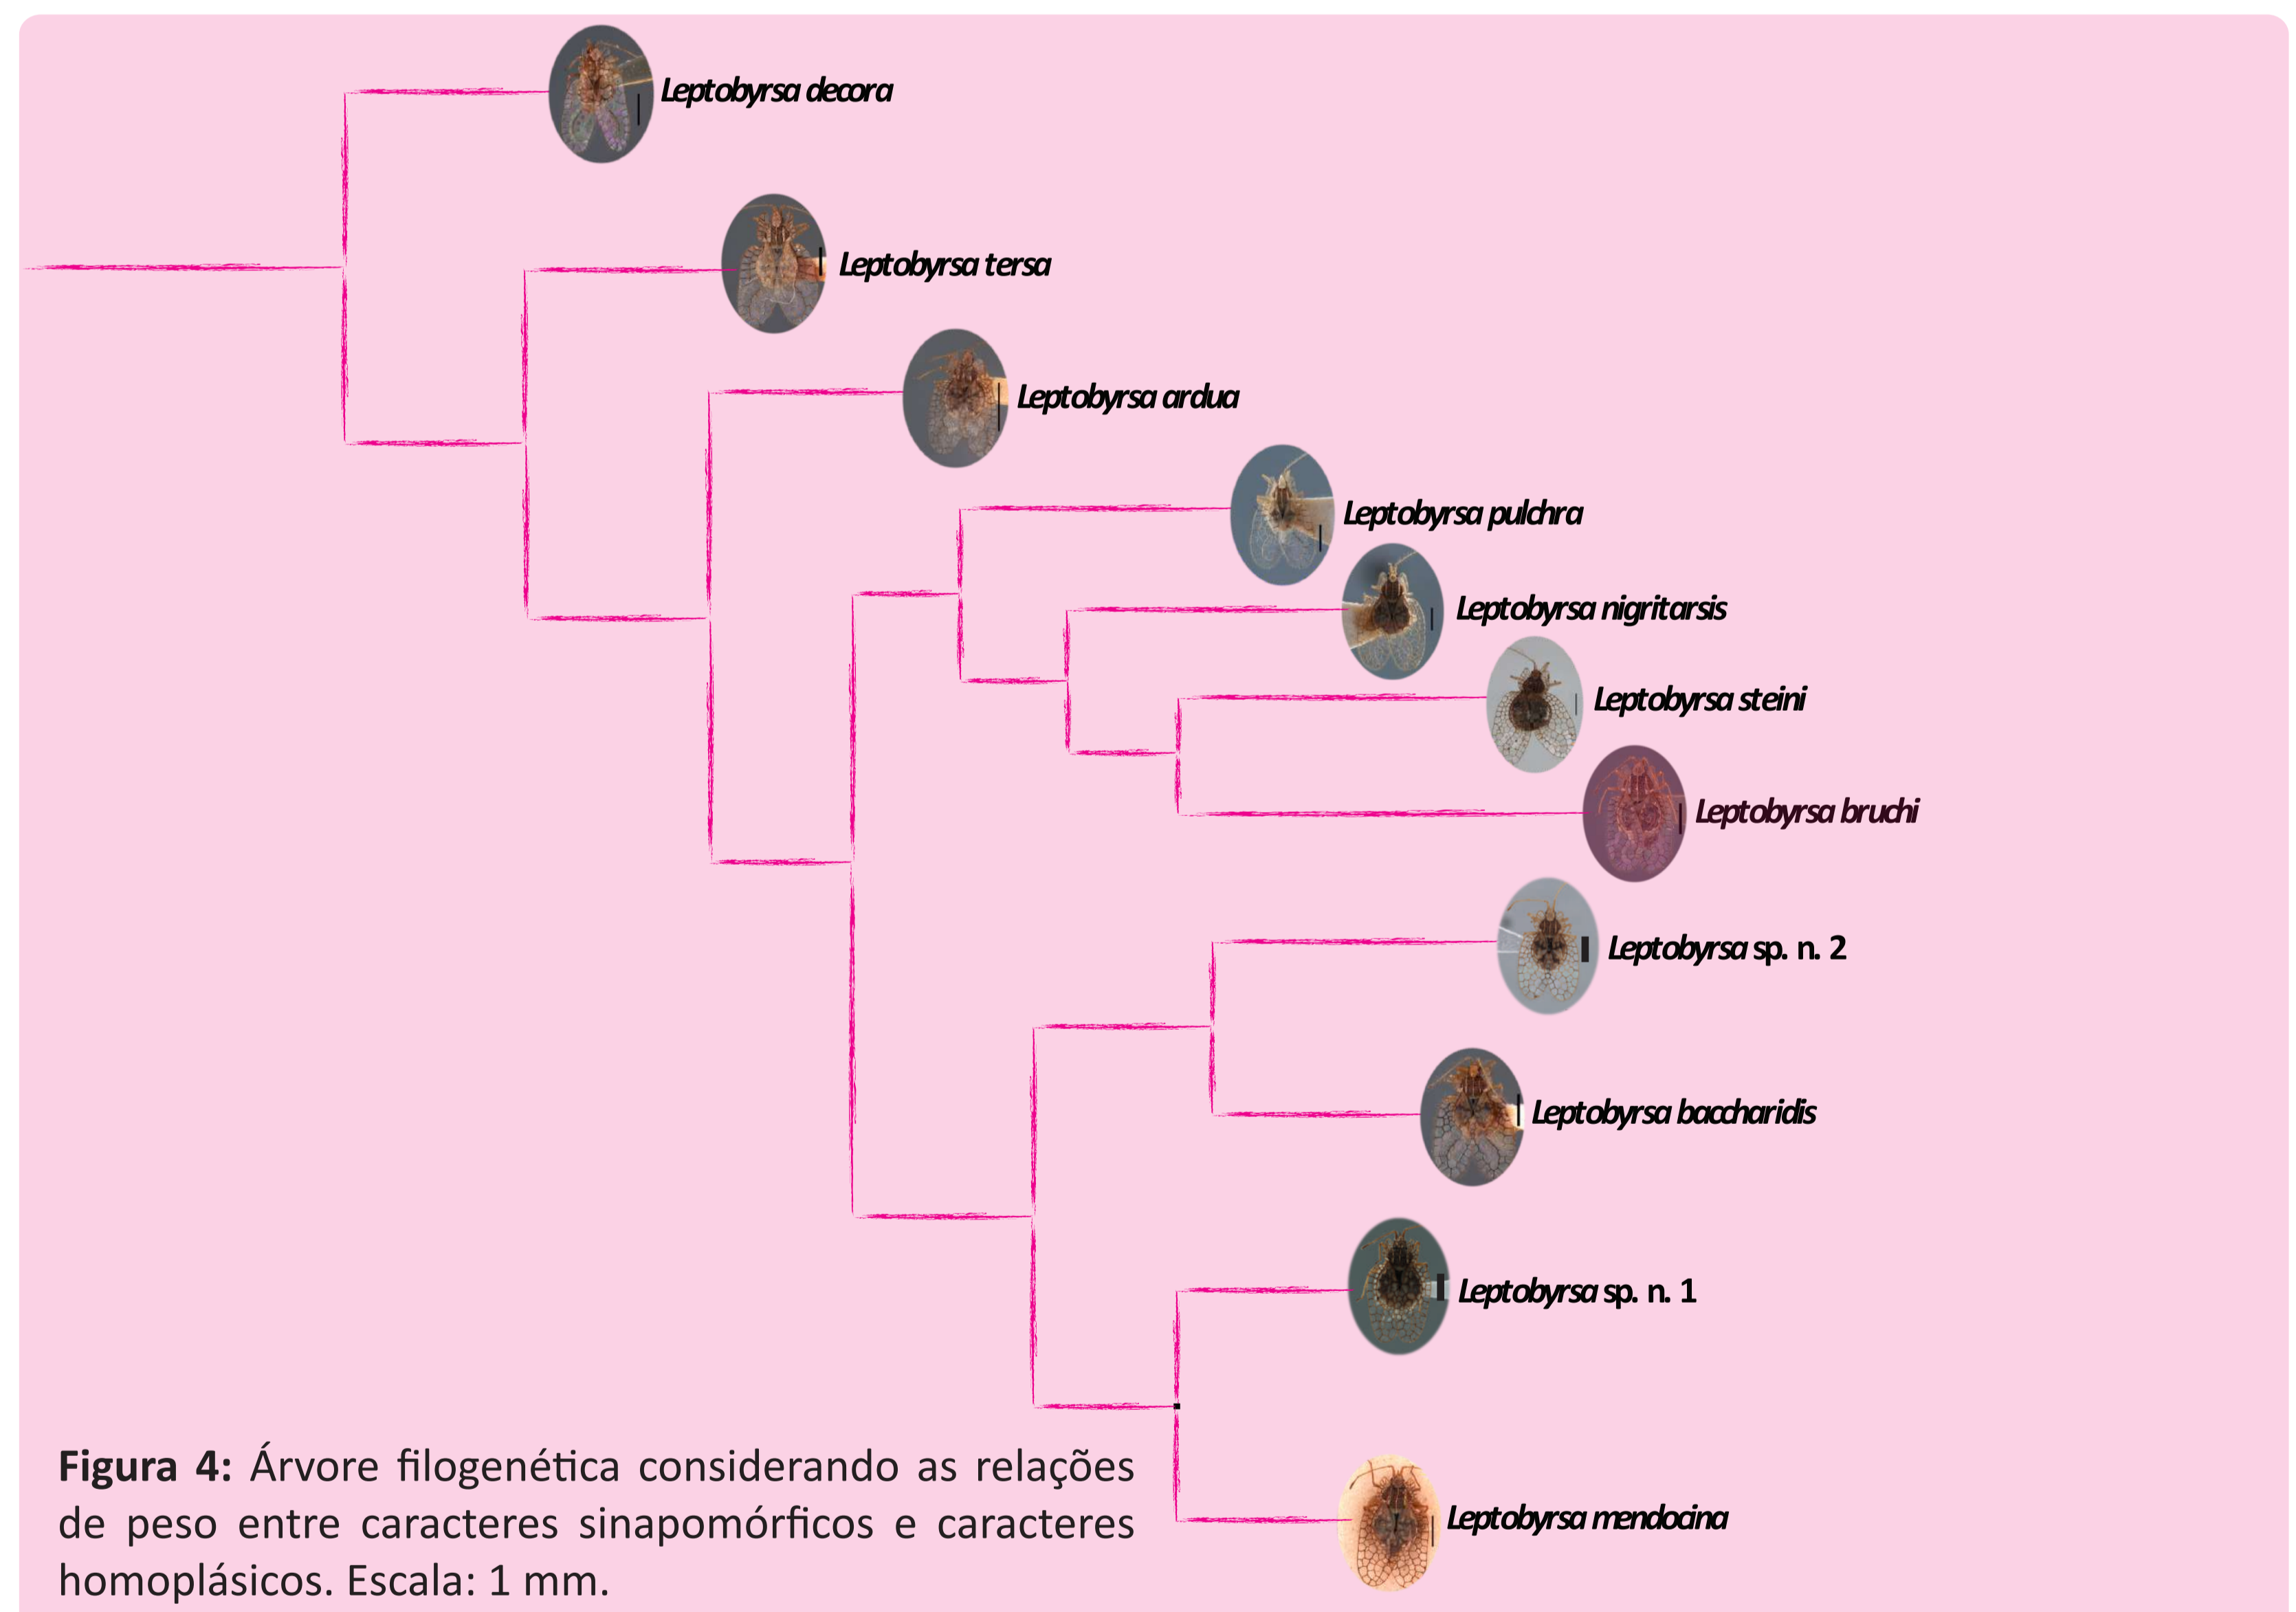 Leptobyrsa decora
Leptobyrsa tersa
Leptobyrsa ardua
Leptobyrsa pulchra
Leptobyrsa nigritarsis
Leptobyrsa steini
Leptobyrsa bruchi
Leptobyrsa sp. n. 2
Leptobyrsa baccharidis
Leptobyrsa sp. n. 1
Leptobyrsa mendocina
Figura 4: Árvore filogenética considerando as relações
de peso entre caracteres sinapomórficos e caracteres
homoplásicos. Escala: 1 mm.